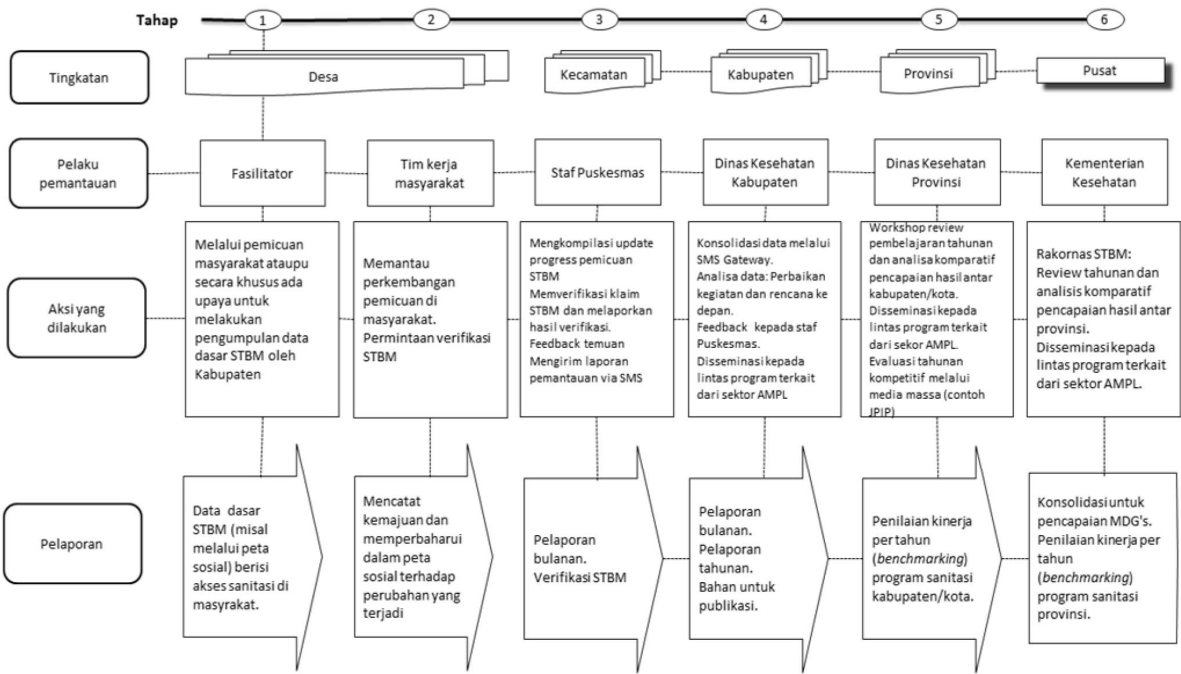 Tahap 1 2 3 4 5 6
Tingkatan
Desa
Kecamatan
Kabupaten
Provinsi
Pusat
Pelaku
pemantauan
Fasilitator
Tim kerja
masyarakat
Staf Puskesmas
Dinas Kesehatan
Kabupaten
Dinas Kesehatan
Provinsi
Kementerian
Kesehatan
Aksi yang
dilakukan
Melalui pemicuan
masyarakat ataupu
secara khusus ada
upaya untuk
melakukan
pengumpulan data
dasar STBM oleh
Kabupaten
Memantau
perkembangan
pemicuan di
masyarakat.
Permintaan verifikasi
STBM
Mengkompilasi update
progress pemicuan
STBM
Memverifikasi klaim
STBM dan melaporkan
hasil verifikasi.
Feedback temuan
Mengirim laporan
pemantauan via SMS
Konsolidasi data melalui
SMS Gateway.
Analisa data: Perbaikan
kegiatan dan rencana ke
depan.
Feedback kepada staf
Puskesmas.
Disseminasi kepada
lintas program terkait
dari sektor AMPL
Workshop review
pembelajaran tahunan
dan analisa komparatif
pencapaian hasil antar
kabupaten/kota.
Disseminasi kepada
lintas program terkait
dari sekor AMPL.
Evaluasi tahunan
kompetitif melalui
media massa (contoh
JPIP)
Rakornas STBM:
Review tahunan dan
analisis komparatif
pencapaian hasil antar
provinsi.
Disseminasi kepada
lintas program terkait
dari sektor AMPL.
Pelaporan
Data dasar
STBM (misal
melalui peta
sosial) berisi
akses sanitasi di
masyrakat.
Mencatat
kemajuan dan
memperbaharui
dalam peta
sosial terhadap
perubahan yang
terjadi
Pelaporan
bulanan.
Verifikasi STBM
Pelaporan
bulanan.
Pelaporan
tahunan.
Bahan untuk
publikasi.
Penilaian kinerja
per tahun
(benchmarking)
program sanitasi
kabupaten/kota.
Konsolidasi untuk
pencapaian MDG's.
Penilaian kinerja per
tahun
(benchmarking)
program sanitasi
provinsi.